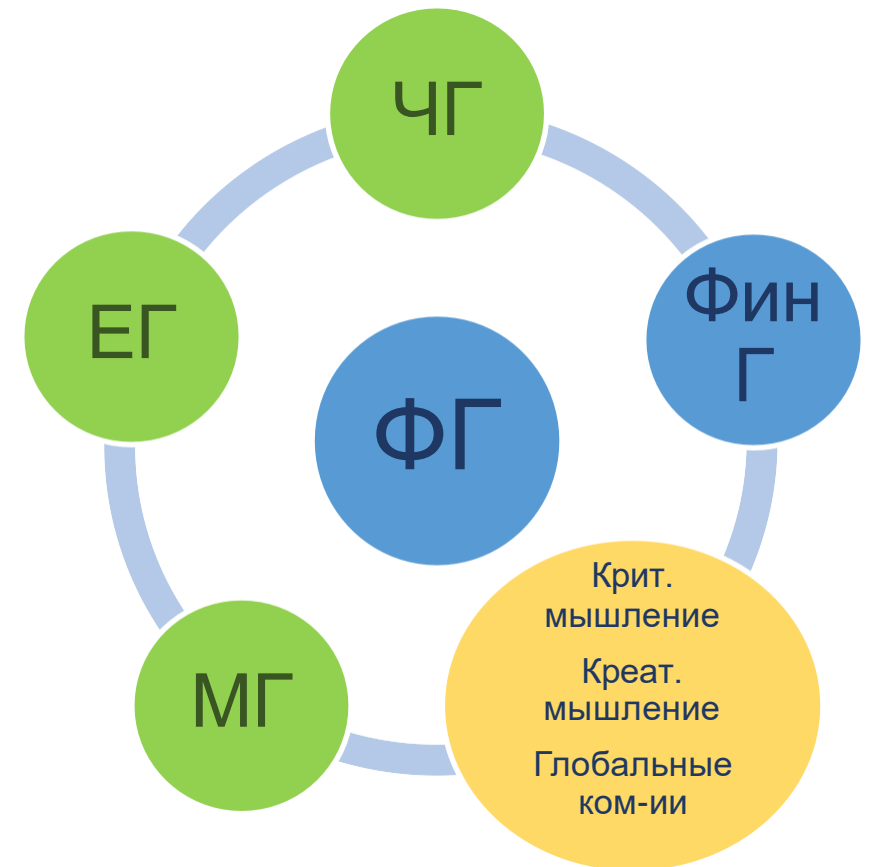 ЧГ
Фин
Г
ЕГ
ФГ
Крит.
мышление
Креат.
мышление
Глобальные
ком-ии
МГ